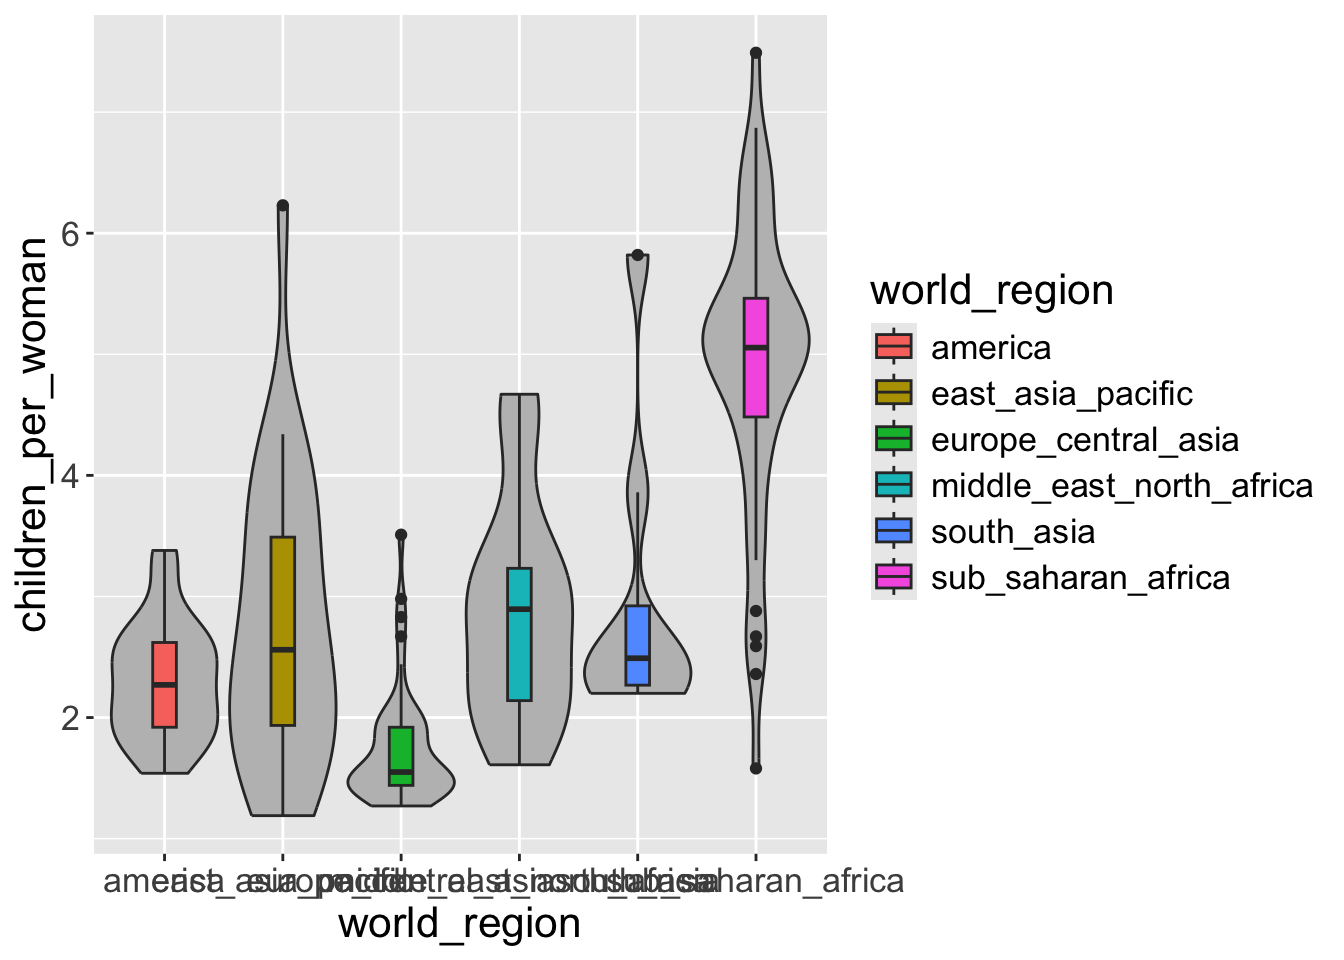 children_per_woman
6
4
2
world_region
world_region
america
east_asia_pacific
europe_central_asia
middle_east_north_africa
south_asia
sub_saharan_africa